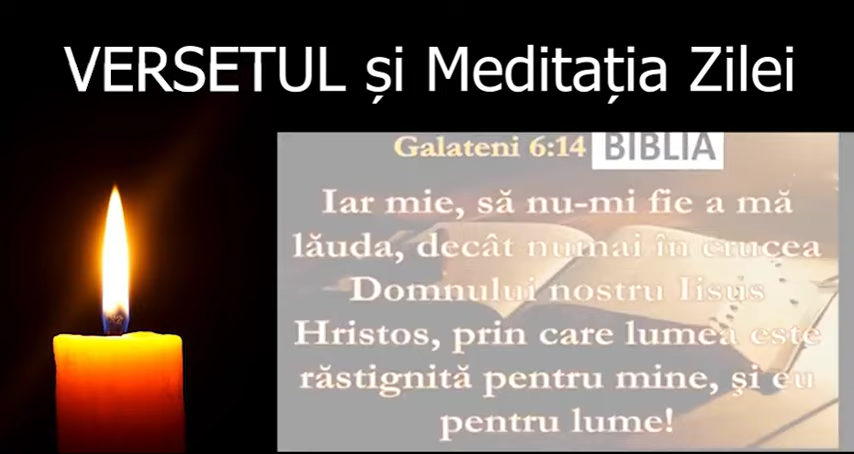 VERSETUL și Meditația Zilei
Galateni 6:14 BIBLIA
Iar mie, să nu-mi fie a mă
lăuda, decât numai în crucea
Domnului nostru Iisus
Hristos, prin care lumea este
răstignită pentru mine, şi eu
pentru lume!